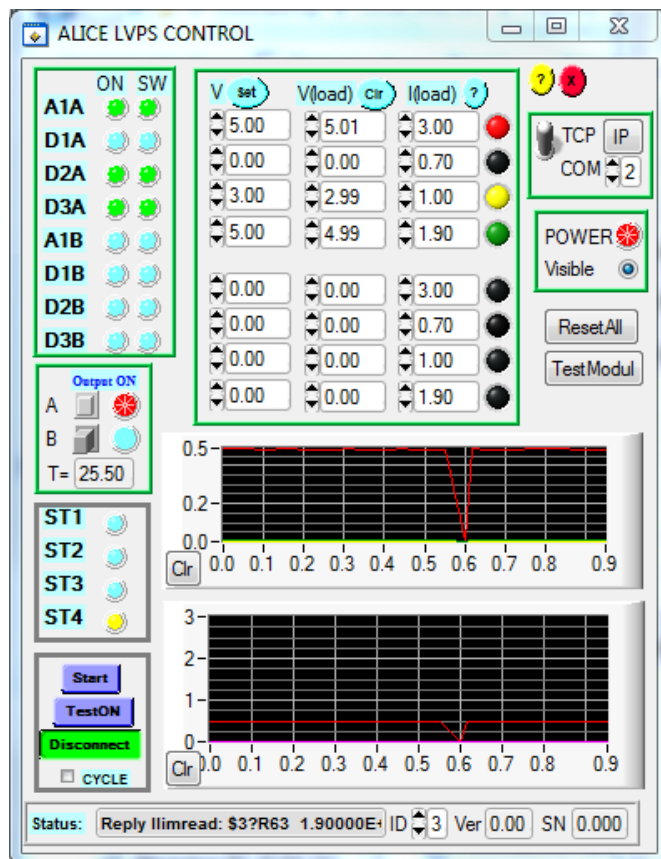 ALICE LVPS CONTROL
ON SW
A1A
D1A
D2A
D3A
A1B
D1B
D2B
D3B
V Set V(load) Clr I(load) ?
5.00 5.01 3.00
0.00 0.00 0.70
3.00 2.99 1.00
5.00 4.99 1.90
0.00 0.00 3.00
0.00 0.00 0.70
0.00 0.00 1.00
0.00 0.00 1.90
? X
TCP IP
COM 2
POWER
Visible
ResetAll
TestModul
Output ON
A
B
T= 25.50
ST1
ST2
ST3
ST4
Start
TestON
Disconnect
CYCLE
0.5
0.2
0.0
Clr 0.0 0.1 0.2 0.3 0.4 0.5 0.6 0.7 0.8 0.9
3
2
1
0
Clr 0.0 0.1 0.2 0.3 0.4 0.5 0.6 0.7 0.8 0.9
Status: Reply Ilimread: $3?R63 1.90000E+ ID 3 Ver 0.00 SN 0.000